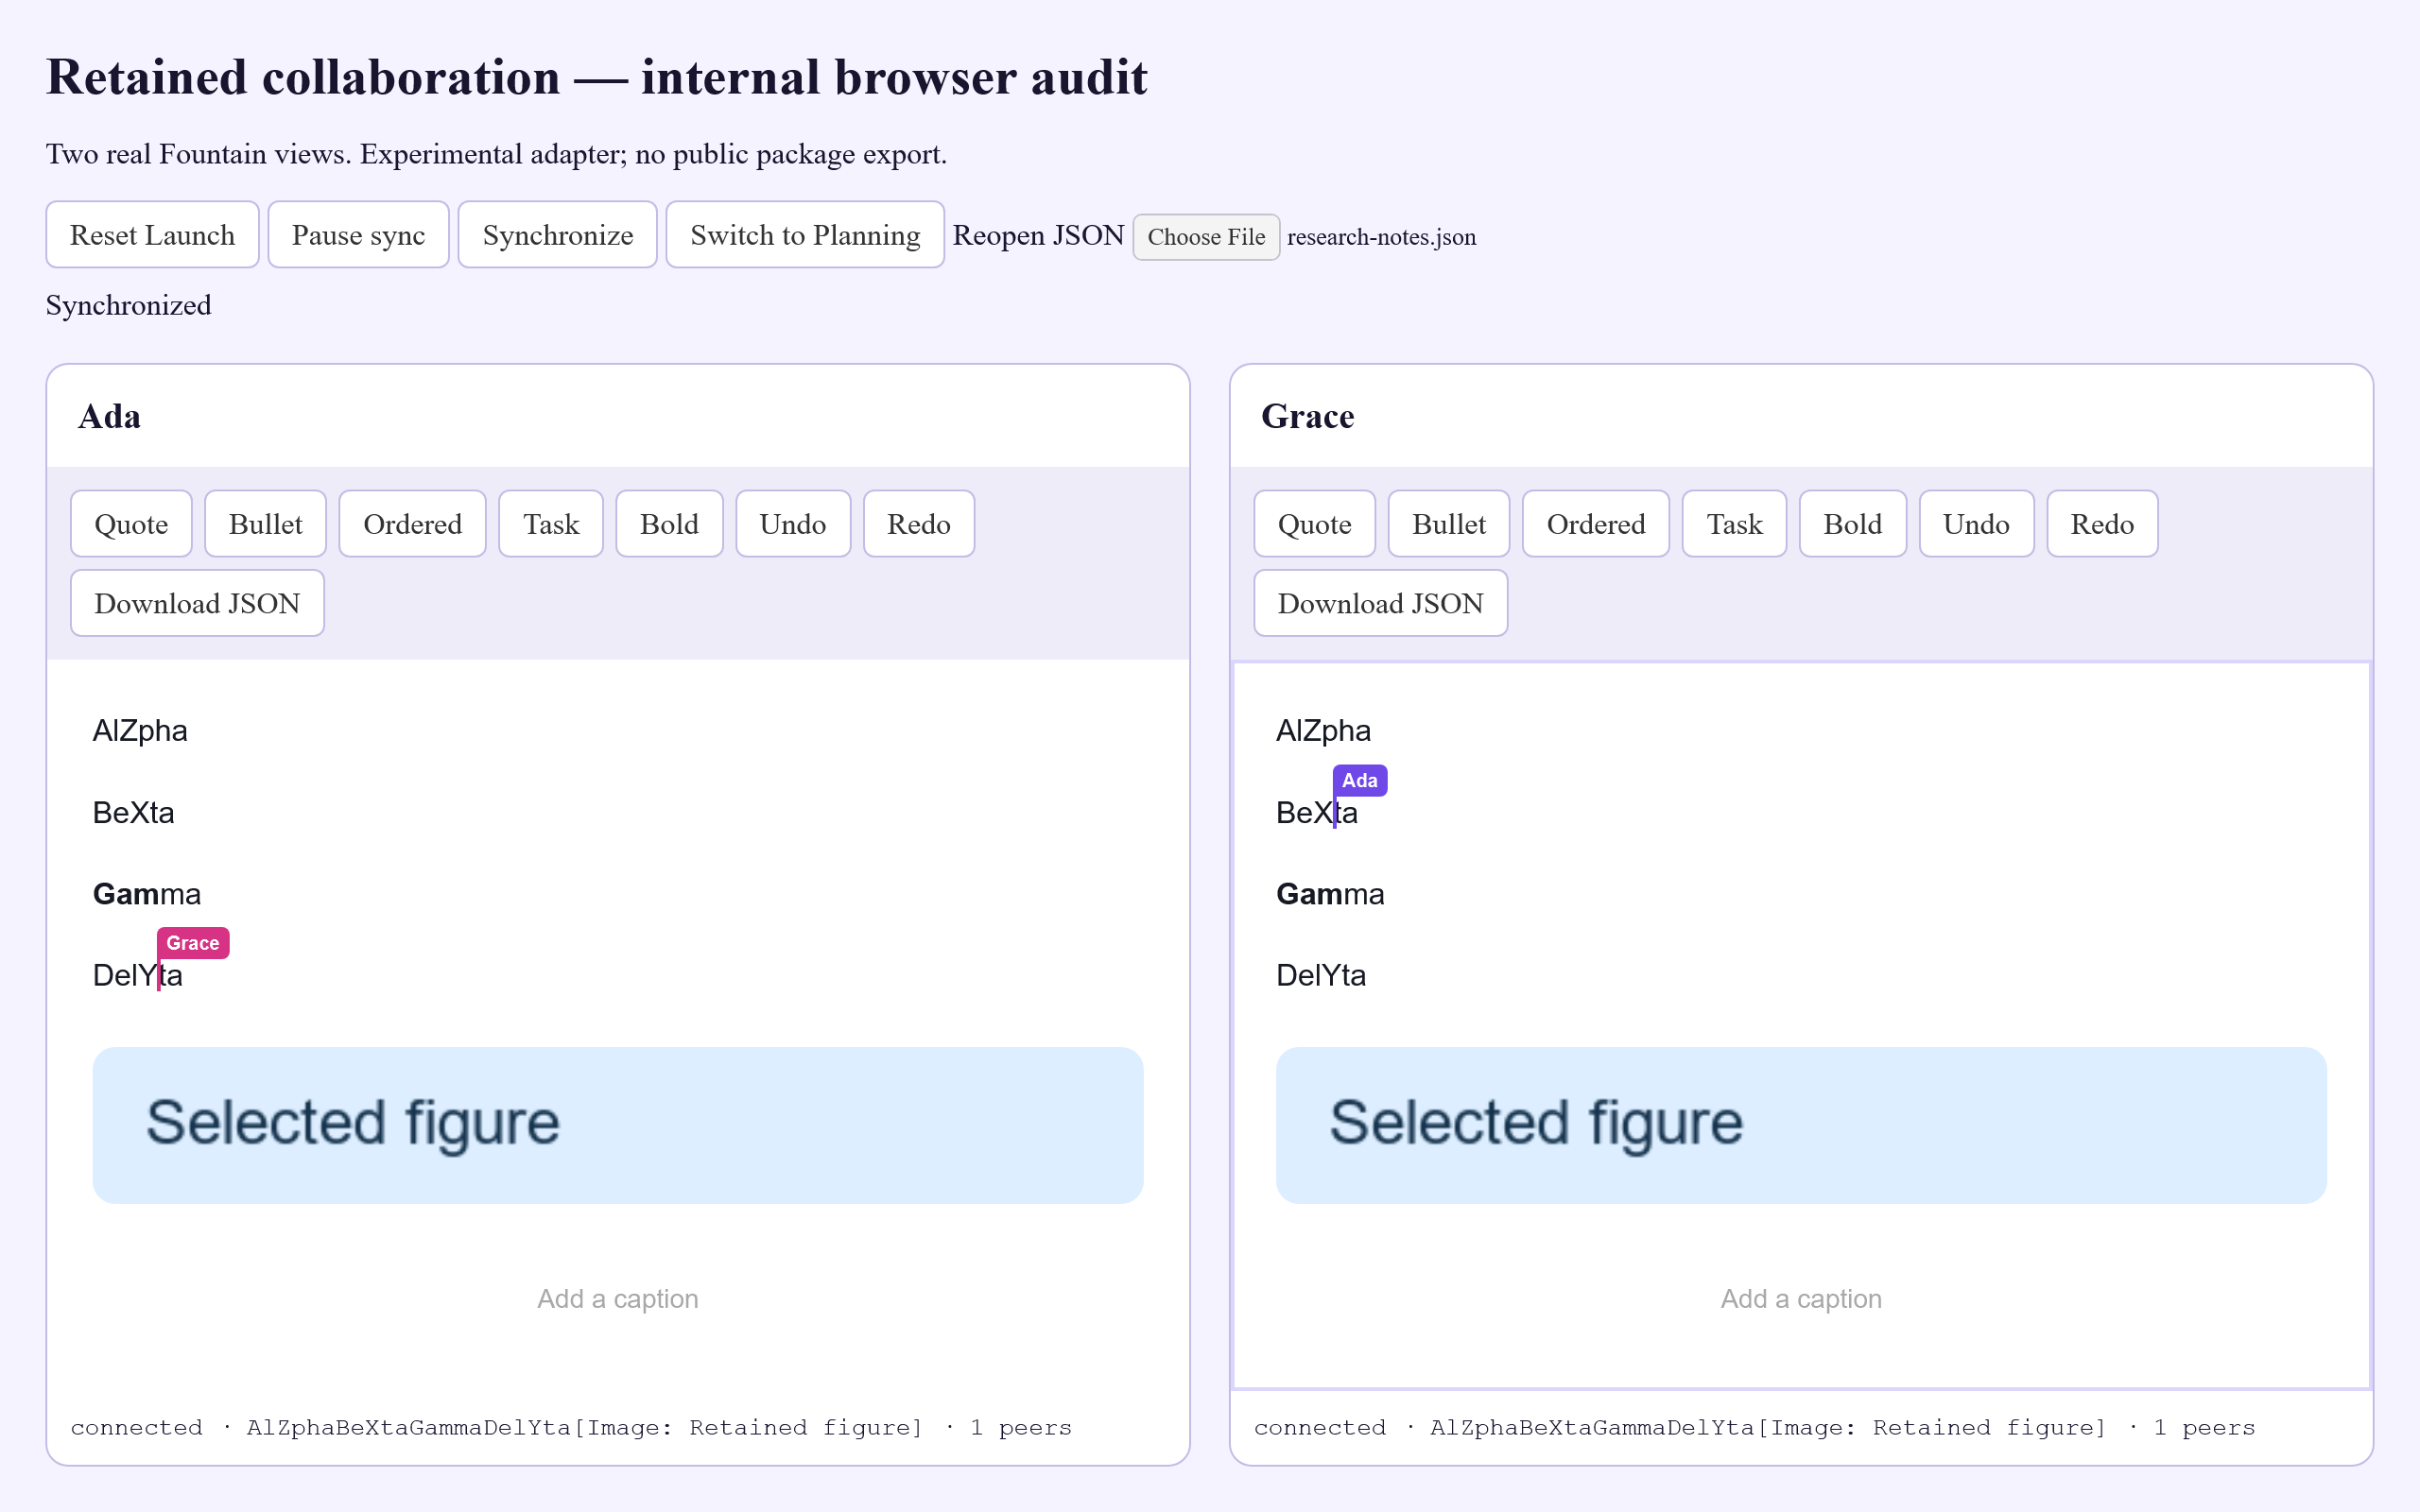 Retained collaboration — internal browser audit
Two real Fountain views. Experimental adapter; no public package export.
Reset Launch Pause sync Synchronize Switch to Planning Reopen JSON Choose File research-notes.json
Synchronized
Ada
Quote Bullet Ordered Task Bold Undo Redo
Download JSON
AlZpha
BeXta
Gamma
Grace
DelYta
Selected figure
Add a caption
connected · AlZphaBeXtaGammaDelYta[Image: Retained figure] · 1 peers
Grace
Quote Bullet Ordered Task Bold Undo Redo
Download JSON
AlZpha
Ada
BeXta
Gamma
DelYta
Selected figure
Add a caption
connected · AlZphaBeXtaGammaDelYta[Image: Retained figure] · 1 peers